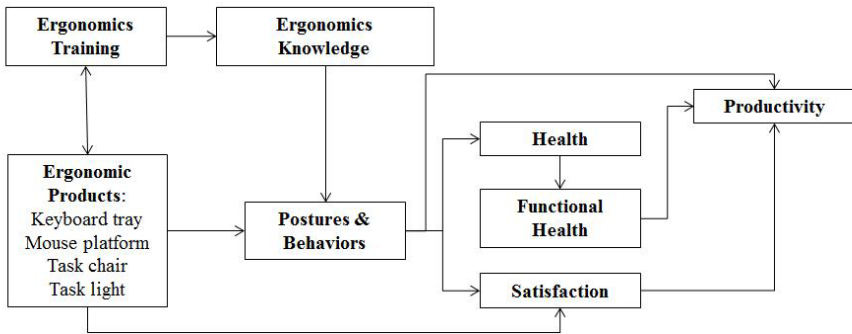 Ergonomics
Training
Ergonomics
Knowledge
Productivity
Health
Ergonomic
Products:
Keyboard tray
Mouse platform
Task chair
Task light
Postures &
Behaviors
Functional
Health
Satisfaction